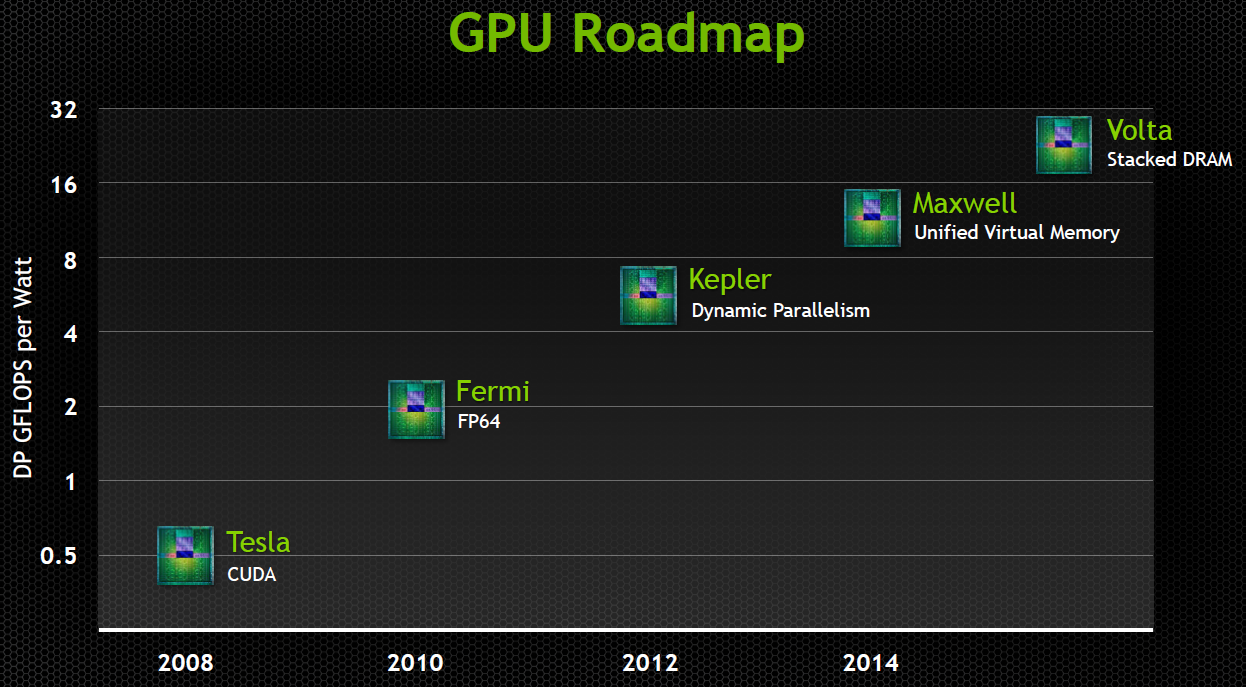 GPU Roadmap
DP GFLOPS per Watt
32
16
8
4
2
1
0.5
Volta
Stacked DRAM
Maxwell
Unified Virtual Memory
Kepler
Dynamic Parallelism
Fermi
FP64
Tesla
CUDA
2008
2010
2012
2014